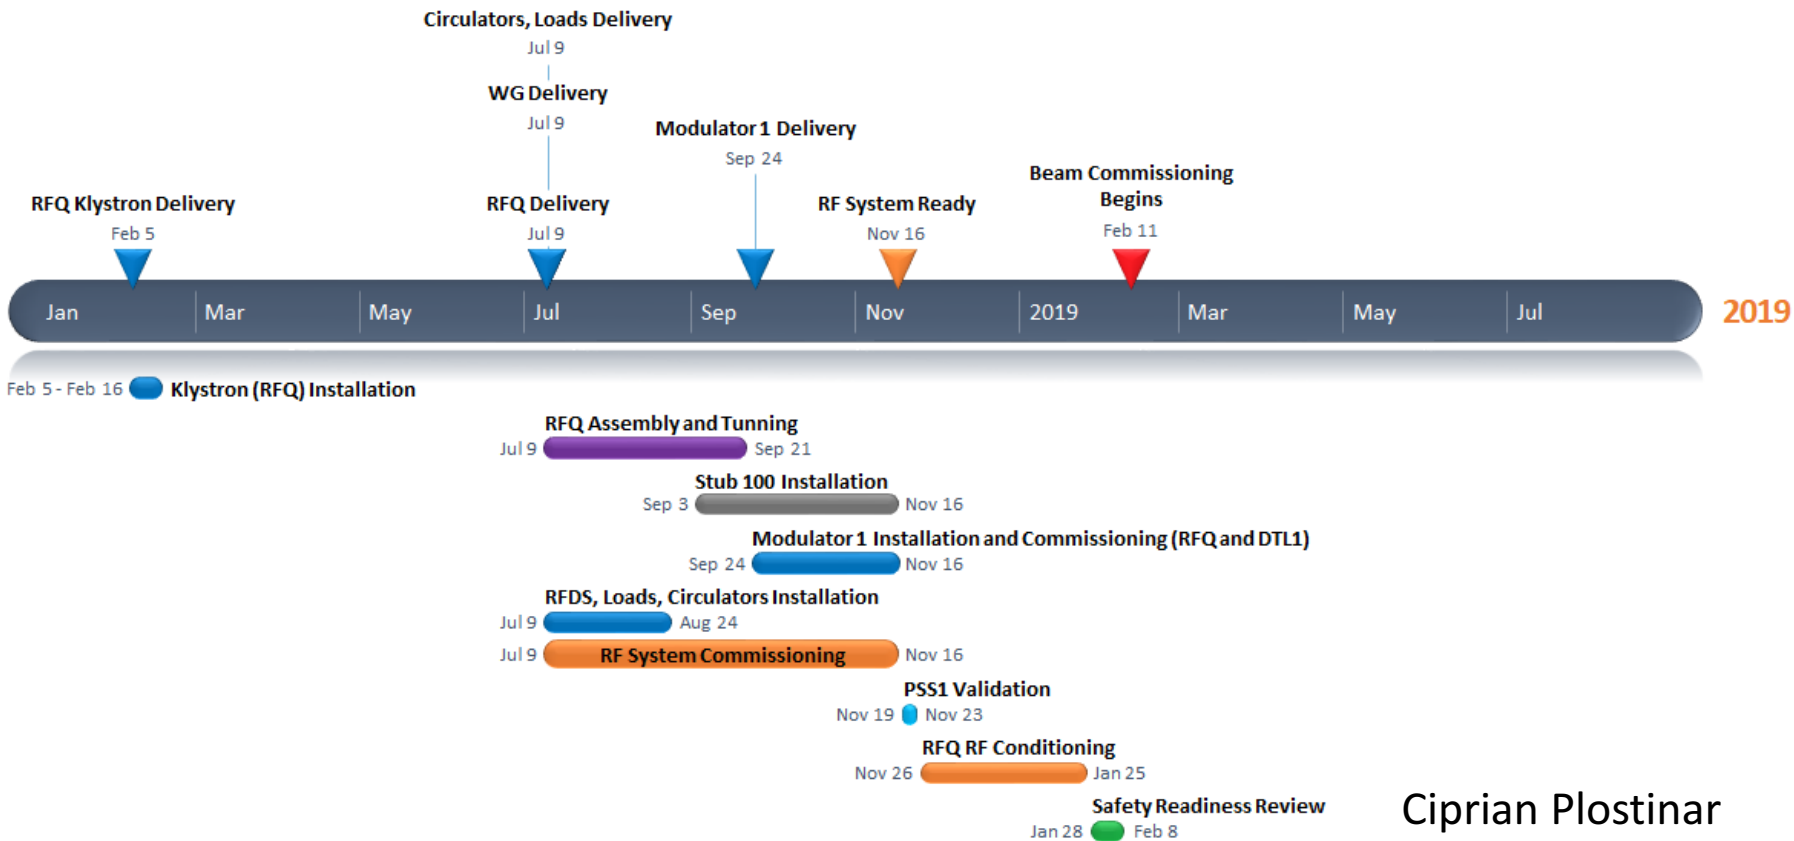 Circulators, Loads Delivery
Jul 9
WG Delivery
Jul 9
Modulator 1 Delivery
Sep 24
Beam Commissioning
Begins
Feb 11
RFQ Klystron Delivery
Feb 5
RFQ Delivery
Jul 9
RF System Ready
Nov 16
Jan Mar May Jul Sep Nov 2019 Mar May Jul 2019
Feb 5 - Feb 16 Klystron (RFQ) Installation
RFQ Assembly and Tunning
Jul 9 Sep 21
Stub 100 Installation
Sep 3 Nov 16
Modulator 1 Installation and Commissioning (RFQ and DTL1)
Sep 24 Nov 16
RFDS, Loads, Circulators Installation
Jul 9 Aug 24
Jul 9 RF System Commissioning Nov 16
PSS1 Validation
Nov 19 Nov 23
RFQ RF Conditioning
Nov 26 Jan 25
Safety Readiness Review
Jan 28 Feb 8
Ciprian Plostinar